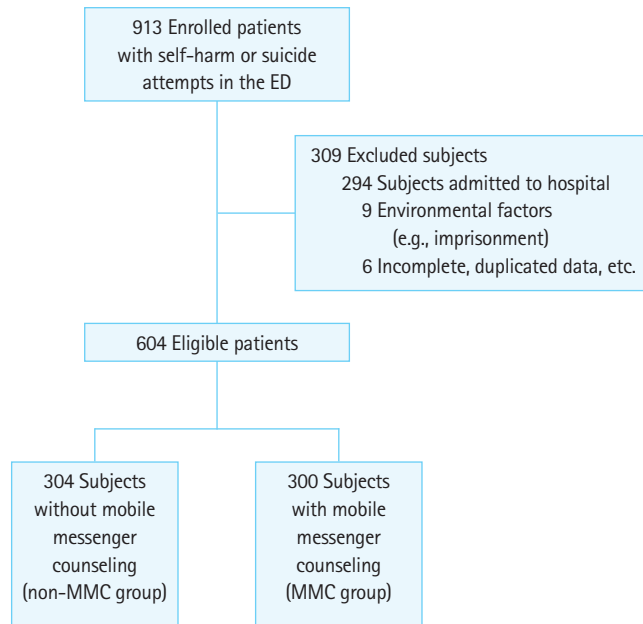 913 Enrolled patients
with self-harm or suicide
attempts in the ED
309 Excluded subjects
294 Subjects admitted to hospital
9 Environmental factors
(e.g., imprisonment)
6 Incomplete, duplicated data, etc.
604 Eligible patients
304 Subjects
without mobile
messenger
counseling
(non-MMC group)
300 Subjects
with mobile
messenger
counseling
(MMC group)